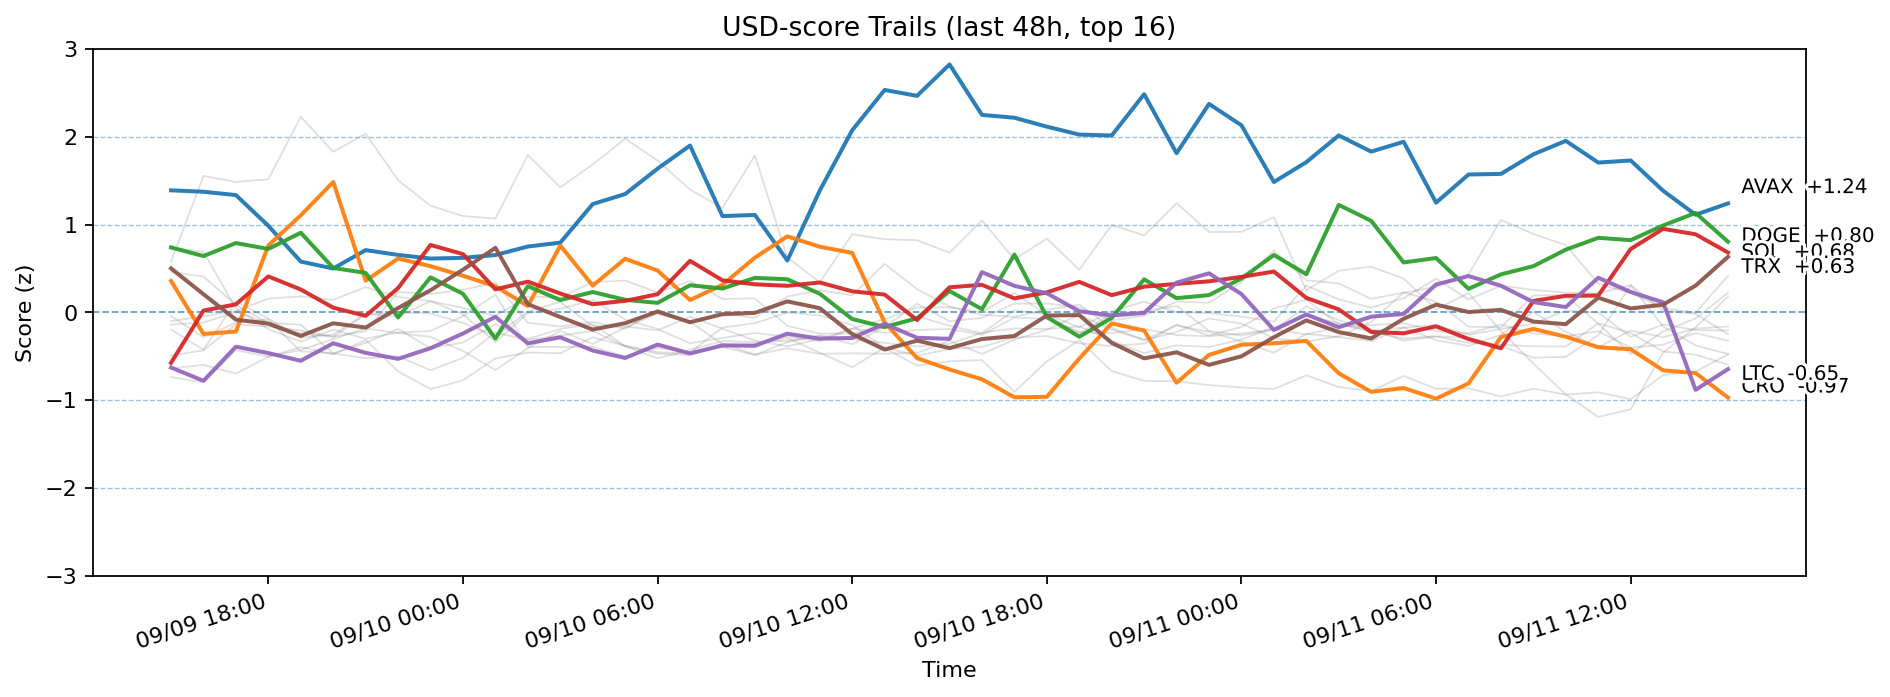 USD-score Trails (last 48h, top 16)
Score (z)
3
2
1
0
−1
−2
−3
AVAX +1.24
DOGE +0.80
SOL +0.68
TRX +0.63
LTC -0.65
CRO -0.97
09/09 18:00
09/10 00:00
09/10 06:00
09/10 12:00
09/10 18:00
09/11 00:00
09/11 06:00
09/11 12:00
Time